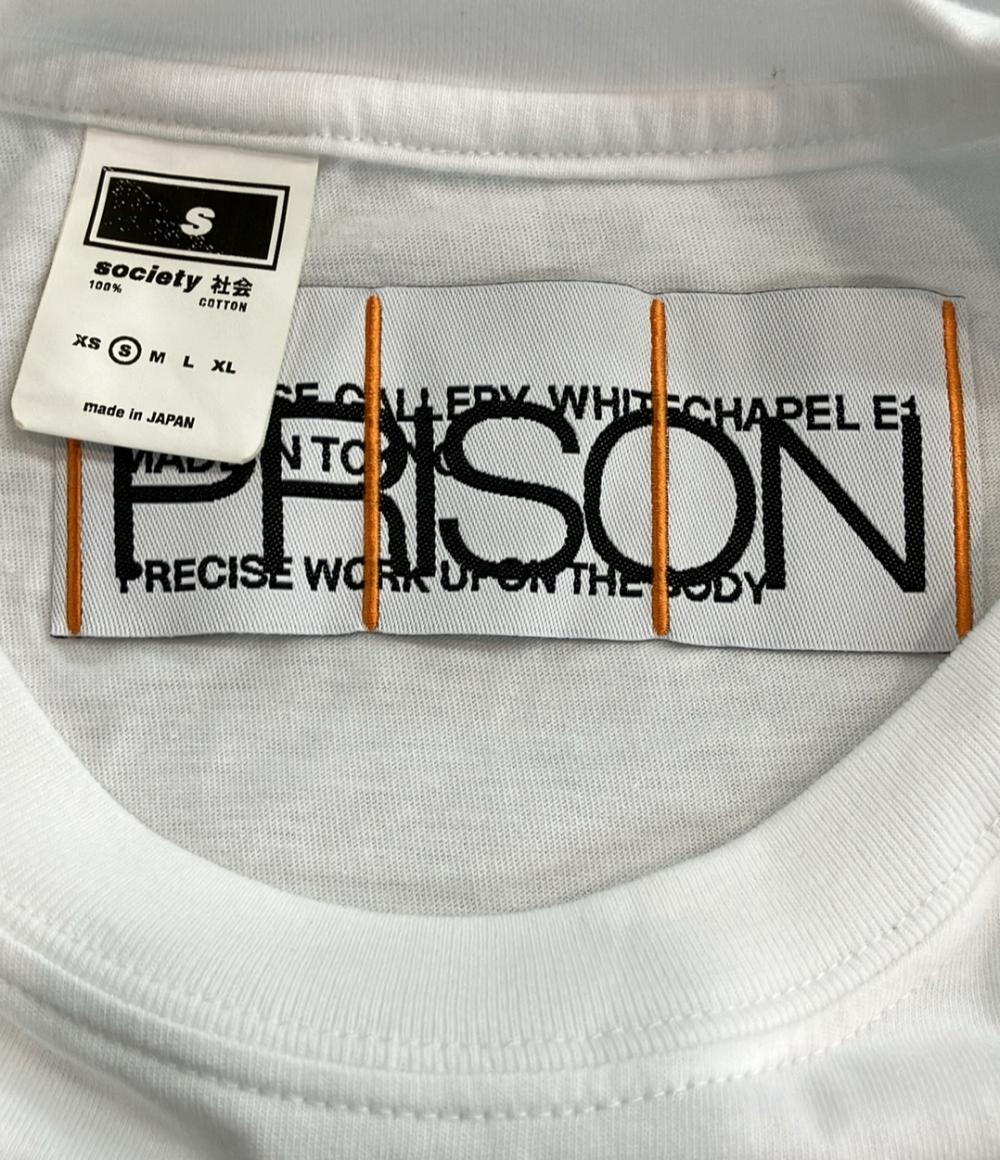 S
society 社会
100% COTTON
XS S M L XL
made in JAPAN
GALLERY, WHITECHAPEL E1
MADE IN TOKYO
PRISON
PRECISE WORK UPON THE BODY